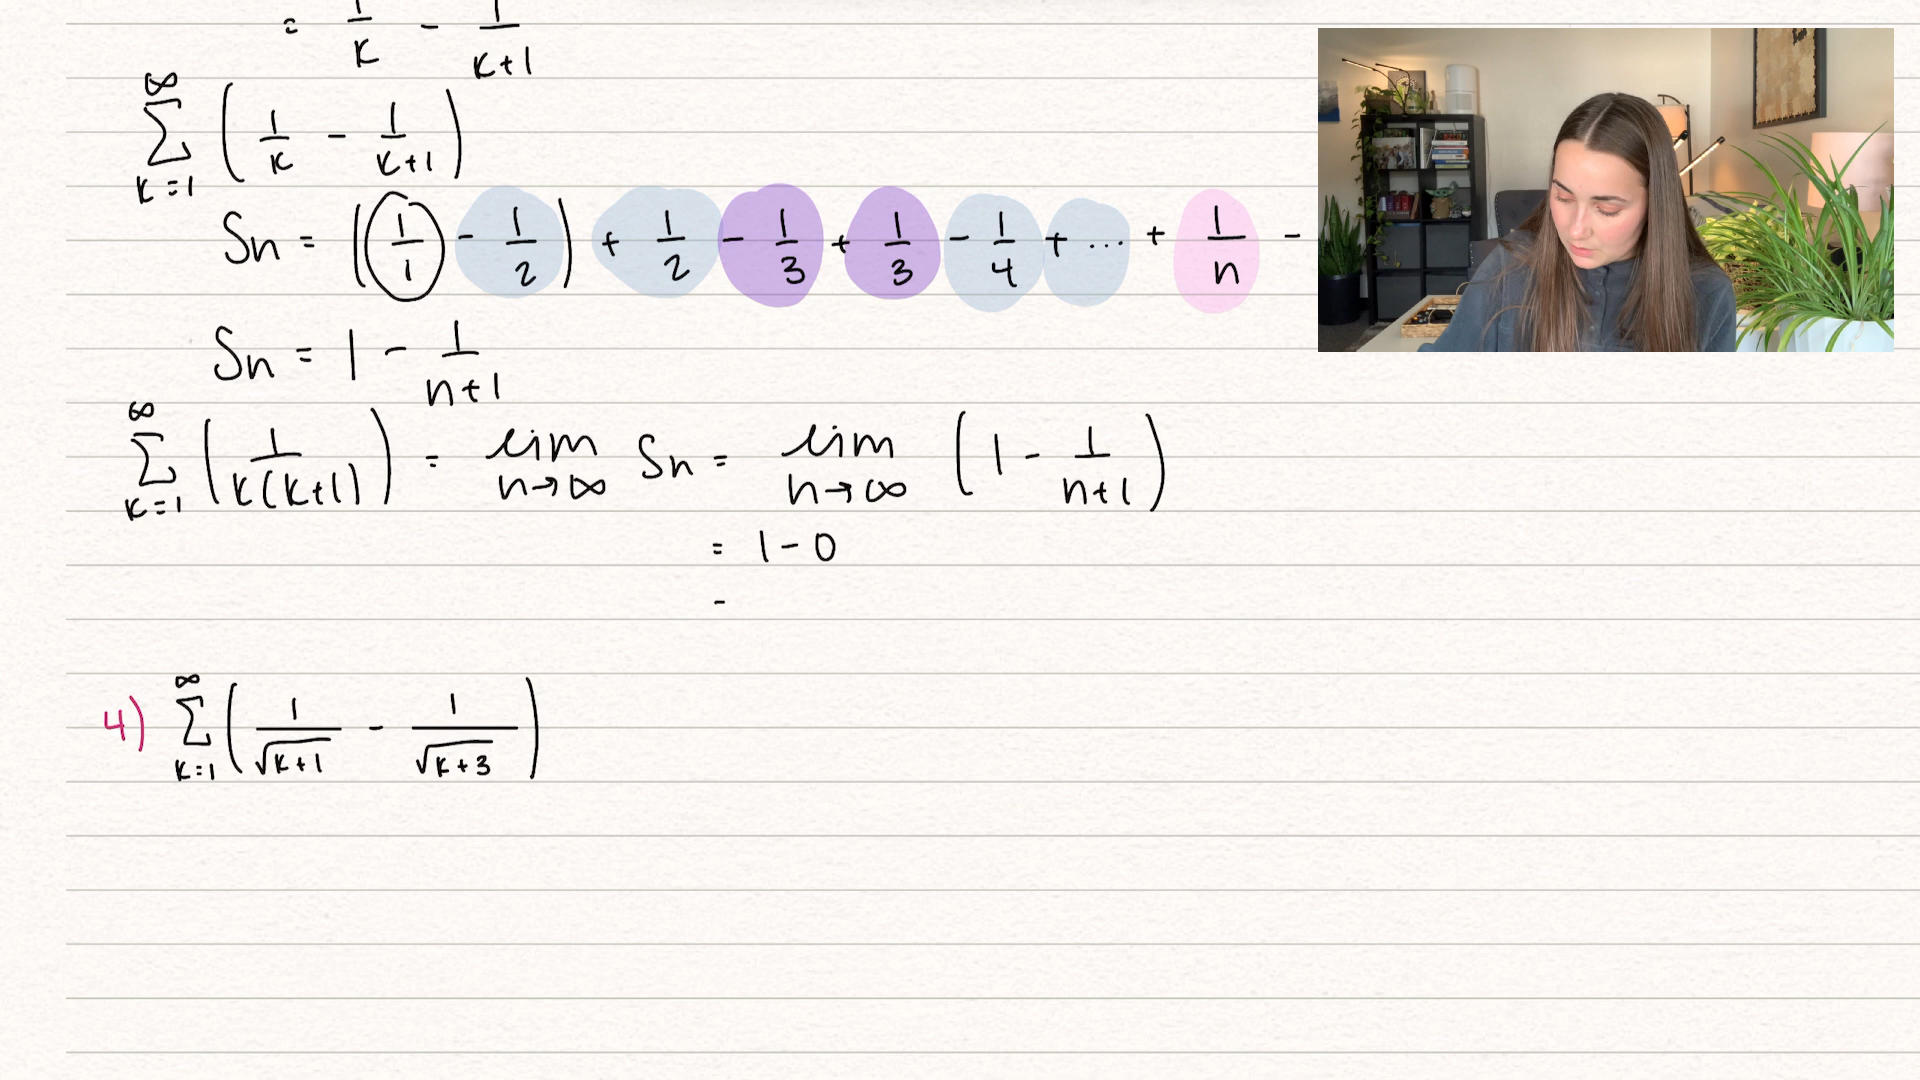 = 1/K - 1/K+1
∞ Σ K=1 (1/K - 1/K+1)
Sn = (1/1 - 1/2) + 1/2 - 1/3 + 1/3 - 1/4 + ... + 1/n -
Sn = 1 - 1/n+1
∞ Σ K=1 (1/K(K+1)) = lim n→∞ Sn = lim n→∞ (1 - 1/n+1)
= 1-0
-
4) ∞ Σ K=1 (1/√K+1 - 1/√K+3)